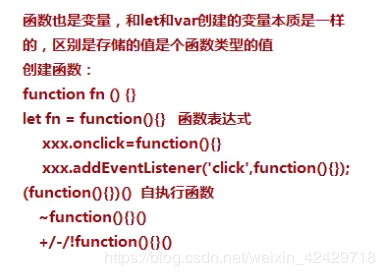 函数也是变量，和let和var创建的变量本质是一样
的，区别是存储的值是个函数类型的值
创建函数：
function fn () {}
let fn = function(){} 函数表达式
xxx.onclick=function(){}
xxx.addEventListener('click',function(){});
(function(){})() 自执行函数
~function(){}()
+/-/!function(){}()
https://blog.csdn.net/weixin_42429718